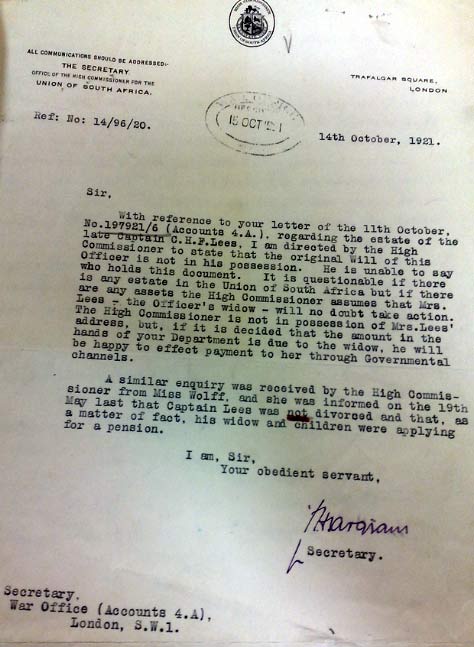 ALL COMMUNICATIONS SHOULD BE ADDRESSED:-
THE SECRETARY,
OFFICE OF THE HIGH COMMISSIONER FOR THE
UNION OF SOUTH AFRICA.
TRAFALGAR SQUARE,
LONDON
Ref: No: 14/96/20.
15 OCT 1921
14th October, 1921.
Sir,
With reference to your letter of the 11th October,
No.197921/6 (Accounts 4.A.), regarding the estate of the
late Captain C.H.F.Lees, I am directed by the High
Commissioner to state that the original Will of this
Officer is not in his possession. He is unable to say
who holds this document. It is questionable if there
is any estate in the Union of South Africa but if there
are any assets the High Commissioner assumes that Mrs.
Lees - the Officer's widow - will no doubt take action.
The High Commissioner is not in possession of Mrs.Lees'
address, but, if it is decided that the amount in the
hands of your Department is due to the widow, he will
be happy to effect payment to her through Governmental
channels.
A similar enquiry was received by the High Commis-
sioner from Miss Wolff, and she was informed on the 19th
May last that Captain Lees was not divorced and that, as
a matter of fact, his widow and children were applying
for a pension.
I am, Sir,
Your obedient servant,
Secretary.
Secretary,
War Office (Accounts 4.A),
London, S.W.1.